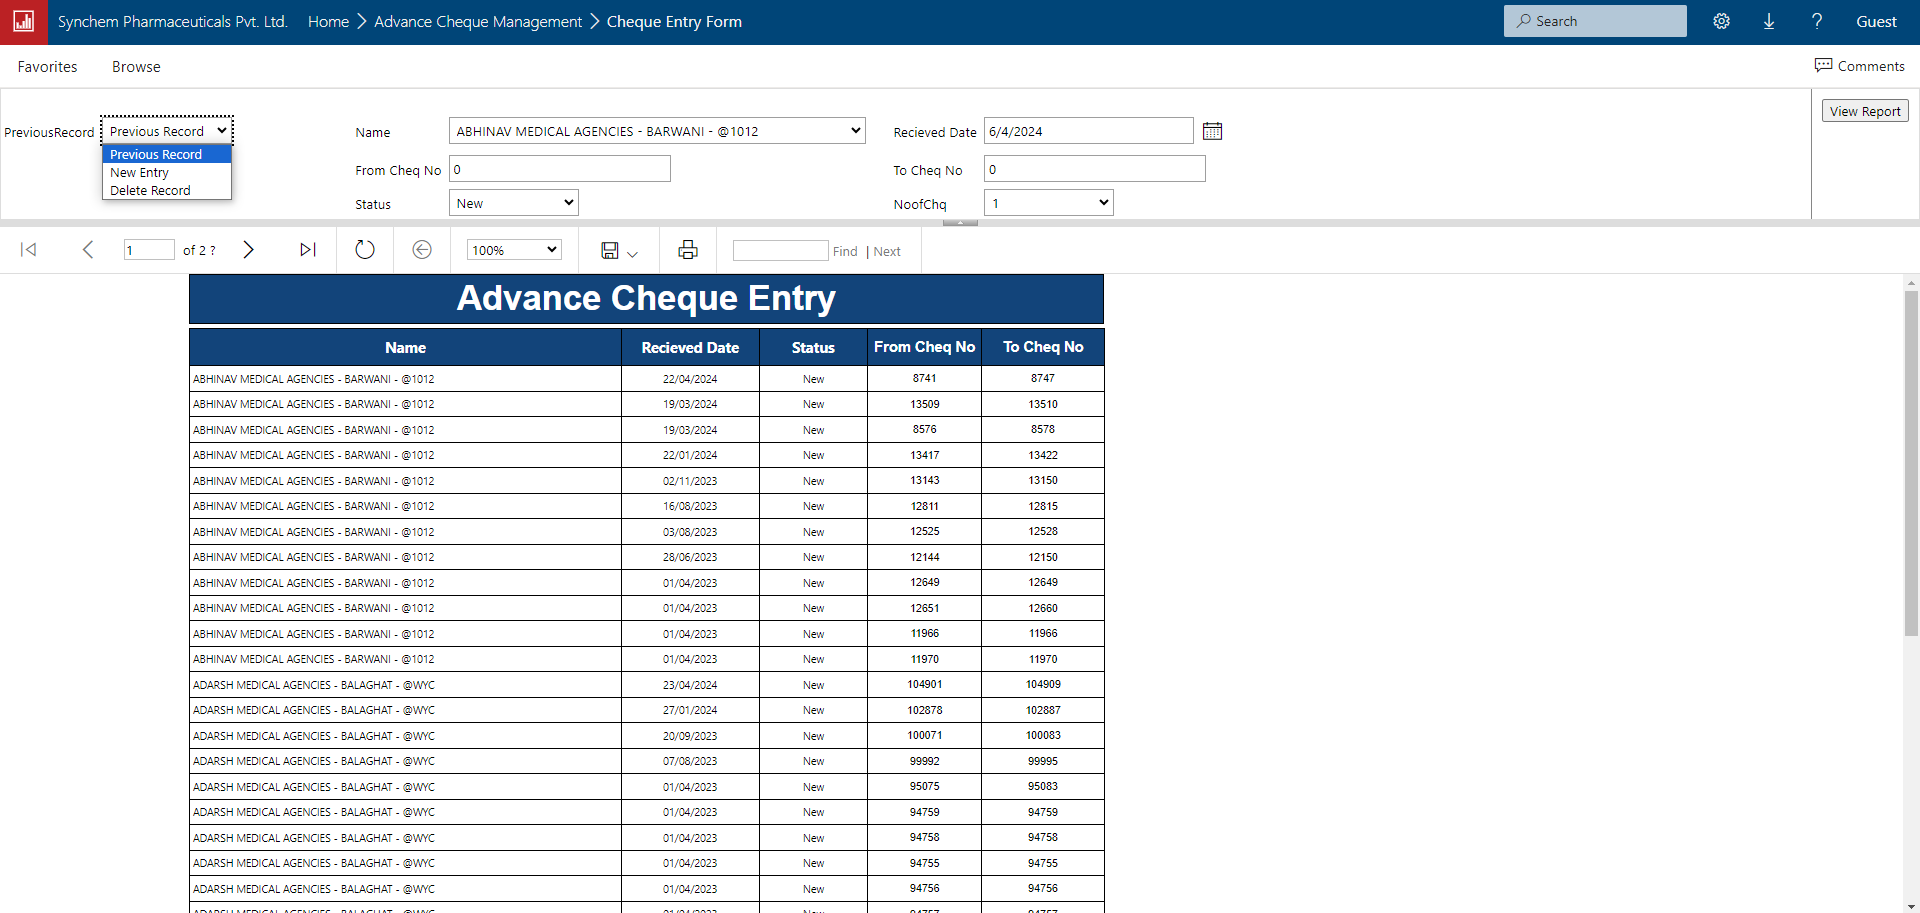 Synchem Pharmaceuticals Pvt. Ltd. Home > Advance Cheque Management > Cheque Entry Form Search ? Guest
Favorites Browse Comments
PreviousRecord Previous Record Name ABHINAV MEDICAL AGENCIES - BARWANI - @1012 Recieved Date 6/4/2024 View Report
Previous Record
New Entry
Delete Record
From Cheq No 0 To Cheq No 0
Status New NoofChq 1
1 of 2 ? 100% Find | Next
Advance Cheque Entry
Name Recieved Date Status From Cheq No To Cheq No
ABHINAV MEDICAL AGENCIES - BARWANI - @1012 22/04/2024 New 8741 8747
ABHINAV MEDICAL AGENCIES - BARWANI - @1012 19/03/2024 New 13509 13510
ABHINAV MEDICAL AGENCIES - BARWANI - @1012 19/03/2024 New 8576 8578
ABHINAV MEDICAL AGENCIES - BARWANI - @1012 22/01/2024 New 13417 13422
ABHINAV MEDICAL AGENCIES - BARWANI - @1012 02/11/2023 New 13143 13150
ABHINAV MEDICAL AGENCIES - BARWANI - @1012 16/08/2023 New 12811 12815
ABHINAV MEDICAL AGENCIES - BARWANI - @1012 03/08/2023 New 12525 12528
ABHINAV MEDICAL AGENCIES - BARWANI - @1012 28/06/2023 New 12144 12150
ABHINAV MEDICAL AGENCIES - BARWANI - @1012 01/04/2023 New 12649 12649
ABHINAV MEDICAL AGENCIES - BARWANI - @1012 01/04/2023 New 12651 12660
ABHINAV MEDICAL AGENCIES - BARWANI - @1012 01/04/2023 New 11966 11966
ABHINAV MEDICAL AGENCIES - BARWANI - @1012 01/04/2023 New 11970 11970
ADARSH MEDICAL AGENCIES - BALAGHAT - @WYC 23/04/2024 New 104901 104909
ADARSH MEDICAL AGENCIES - BALAGHAT - @WYC 27/01/2024 New 102878 102887
ADARSH MEDICAL AGENCIES - BALAGHAT - @WYC 20/09/2023 New 100071 100083
ADARSH MEDICAL AGENCIES - BALAGHAT - @WYC 07/08/2023 New 99992 99995
ADARSH MEDICAL AGENCIES - BALAGHAT - @WYC 01/04/2023 New 95075 95083
ADARSH MEDICAL AGENCIES - BALAGHAT - @WYC 01/04/2023 New 94759 94759
ADARSH MEDICAL AGENCIES - BALAGHAT - @WYC 01/04/2023 New 94758 94758
ADARSH MEDICAL AGENCIES - BALAGHAT - @WYC 01/04/2023 New 94755 94755
ADARSH MEDICAL AGENCIES - BALAGHAT - @WYC 01/04/2023 New 94756 94756